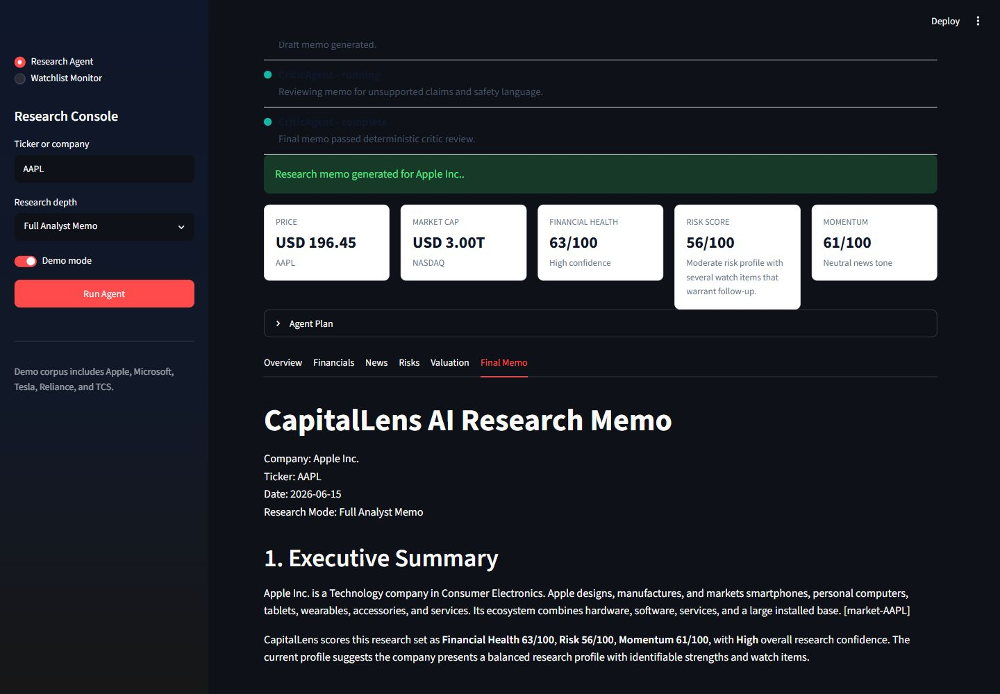 Deploy
Research Agent
Watchlist Monitor
Research Console
Ticker or company
AAPL
Research depth
Full Analyst Memo
Demo mode
Run Agent
Demo corpus includes Apple, Microsoft,
Tesla, Reliance, and TCS.
Draft memo generated.
CriticAgent - running
Reviewing memo for unsupported claims and safety language.
CriticAgent - complete
Final memo passed deterministic critic review.
Research memo generated for Apple Inc..
PRICE
USD 196.45
AAPL
MARKET CAP
USD 3.00T
NASDAQ
FINANCIAL HEALTH
63/100
High confidence
RISK SCORE
56/100
Moderate risk profile with
several watch items that
warrant follow-up.
MOMENTUM
61/100
Neutral news tone
Agent Plan
Overview Financials News Risks Valuation Final Memo
CapitalLens AI Research Memo
Company: Apple Inc.
Ticker: AAPL
Date: 2026-06-15
Research Mode: Full Analyst Memo
1. Executive Summary
Apple Inc. is a Technology company in Consumer Electronics. Apple designs, manufactures, and markets smartphones, personal computers,
tablets, wearables, accessories, and services. Its ecosystem combines hardware, software, services, and a large installed base. [market-AAPL]
CapitalLens scores this research set as Financial Health 63/100, Risk 56/100, Momentum 61/100, with High overall research confidence. The
current profile suggests the company presents a balanced research profile with identifiable strengths and watch items.